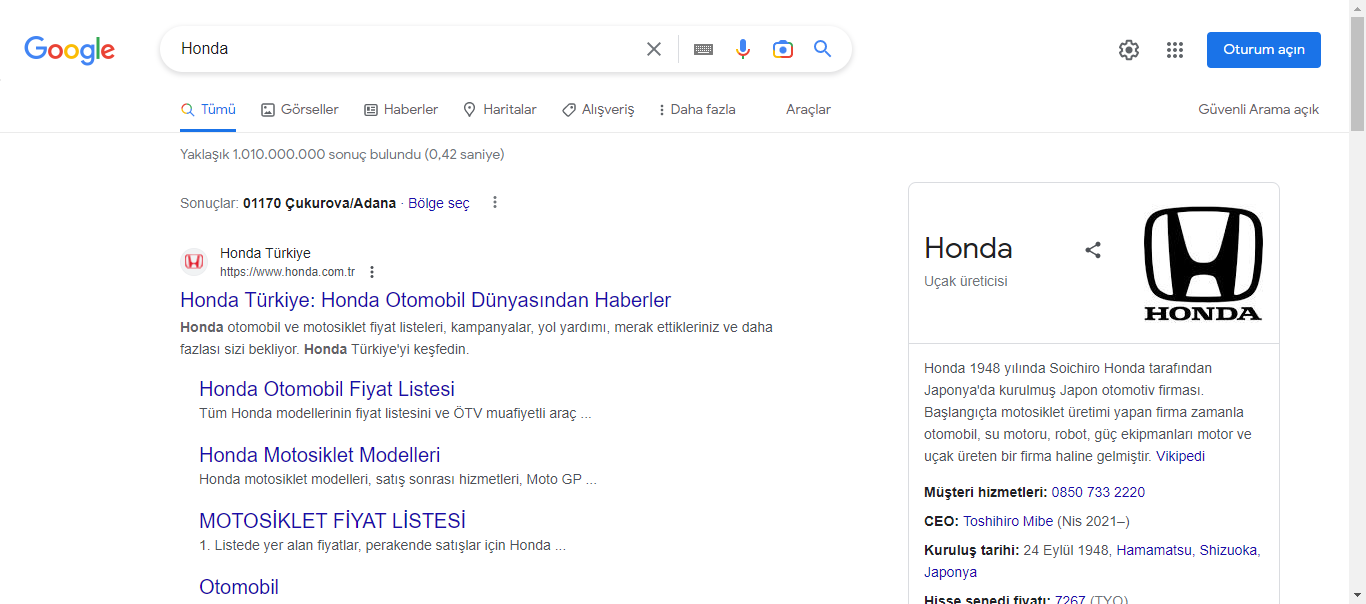 Google
Honda
Oturum açın
Tümü
Görseller
Haberler
Haritalar
Alışveriş
Daha fazla
Araçlar
Güvenli Arama açık
Yaklaşık 1.010.000.000 sonuç bulundu (0,42 saniye)
Sonuçlar: 01170 Çukurova/Adana · Bölge seç
Honda Türkiye
https://www.honda.com.tr
Honda Türkiye: Honda Otomobil Dünyasından Haberler
Honda otomobil ve motosiklet fiyat listeleri, kampanyalar, yol yardımı, merak ettikleriniz ve daha
fazlası sizi bekliyor. Honda Türkiye'yi keşfedin.
Honda Otomobil Fiyat Listesi
Tüm Honda modellerinin fiyat listesini ve ÖTV muafiyetli araç ...
Honda Motosiklet Modelleri
Honda motosiklet modelleri, satış sonrası hizmetleri, Moto GP ...
MOTOSİKLET FİYAT LİSTESİ
1. Listede yer alan fiyatlar, perakende satışlar için Honda ...
Otomobil
Honda
Uçak üreticisi
HONDA
Honda 1948 yılında Soichiro Honda tarafından
Japonya'da kurulmuş Japon otomotiv firması.
Başlangıçta motosiklet üretimi yapan firma zamanla
otomobil, su motoru, robot, güç ekipmanları motor ve
uçak üreten bir firma haline gelmiştir. Vikipedi
Müşteri hizmetleri: 0850 733 2220
CEO: Toshihiro Mibe (Nis 2021–)
Kuruluş tarihi: 24 Eylül 1948, Hamamatsu, Shizuoka,
Japonya
Hisse senedi fiyatı: 7267 (TYO)